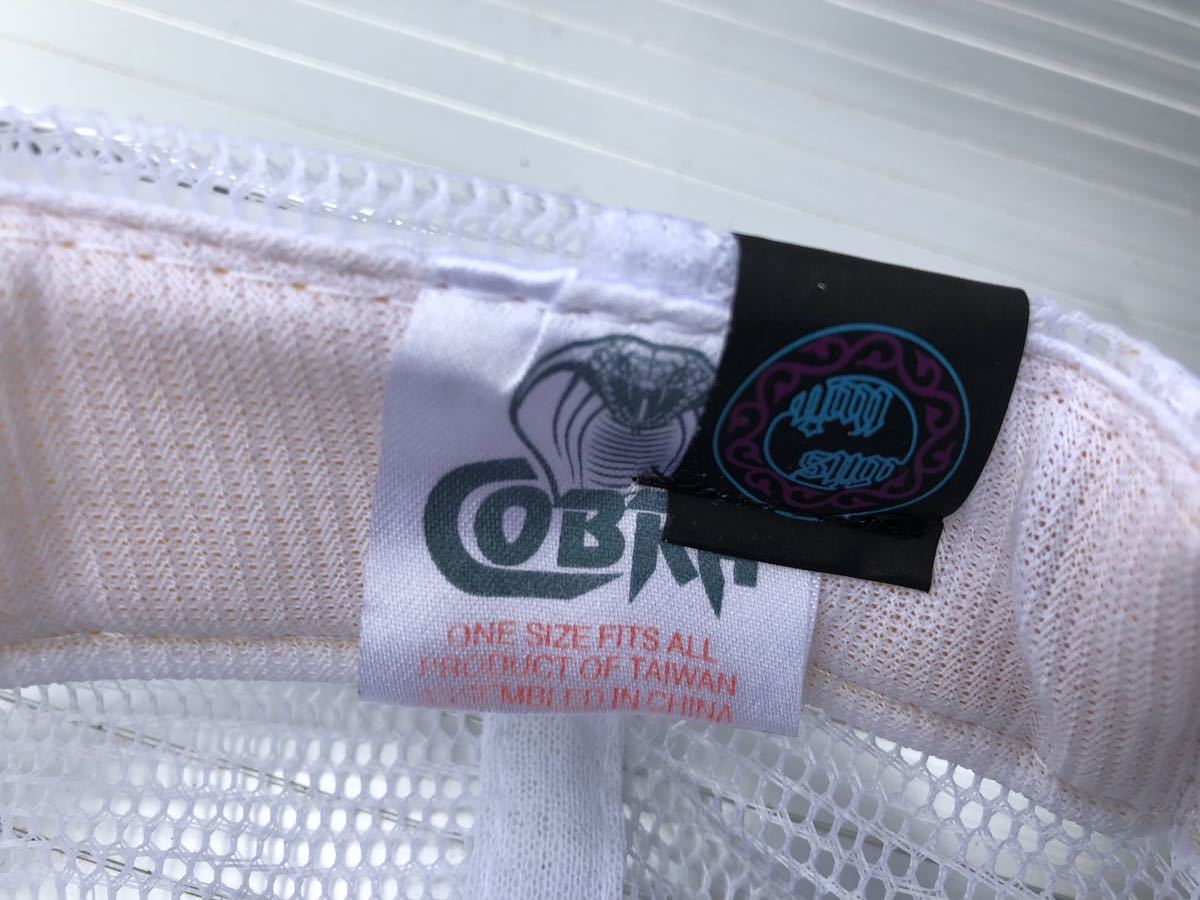 COBRA
ONE SIZE FITS ALL
PRODUCT OF TAIWAN
ASSEMBLED IN CHINA